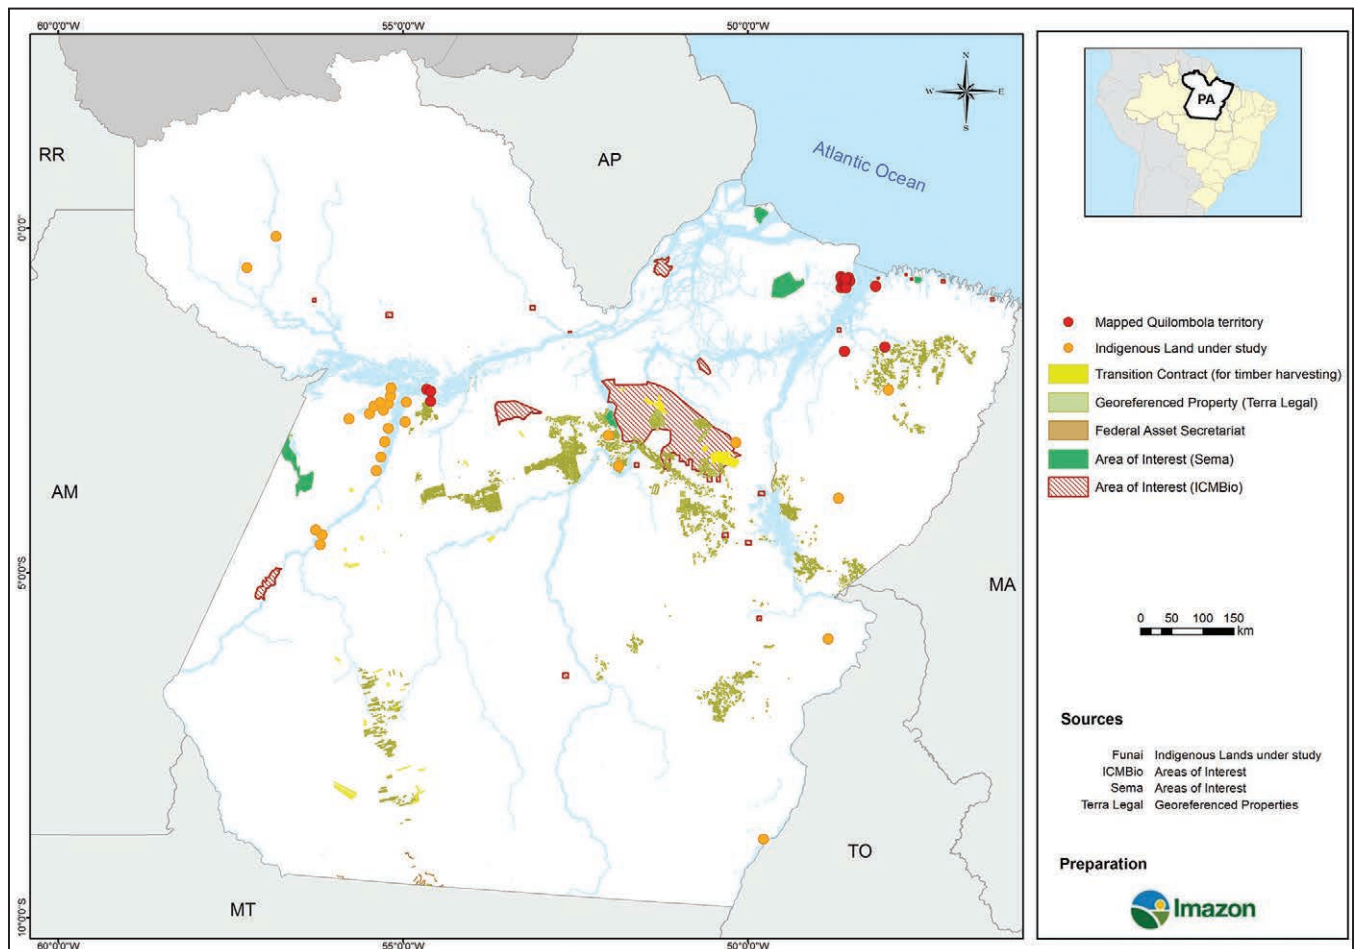 60°0'0"W
55°0'0"W
50°0'0"W
N
W
E
S
RR
AP
Atlantic Ocean
0°0'0"
AM
5°0'0"S
MA
TO
MT
10°0'0"S
60°0'0"W
55°0'0"W
50°0'0"W
PA
Mapped Quilombola territory
Indigenous Land under study
Transition Contract (for timber harvesting)
Georeferenced Property (Terra Legal)
Federal Asset Secretariat
Area of Interest (Sema)
Area of Interest (ICMBio)
0 50 100 150
km
Sources
Funai Indigenous Lands under study
ICMBio Areas of Interest
Sema Areas of Interest
Terra Legal Georeferenced Properties
Preparation
Imazon